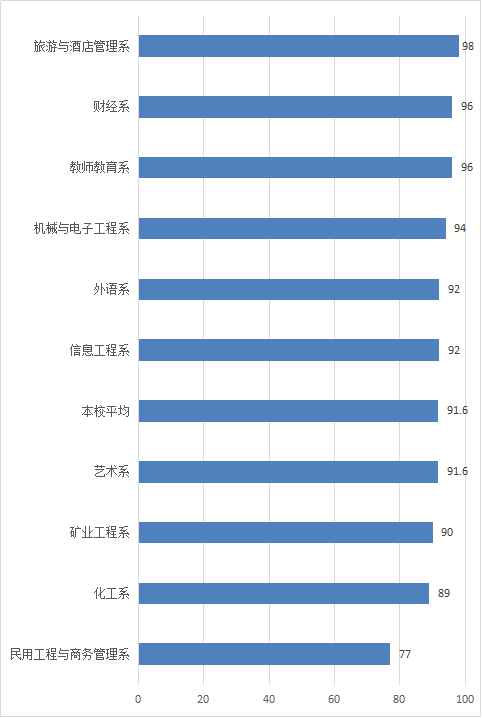 旅游与酒店管理系 98
财经系 96
教师教育系 96
机械与电子工程系 94
外语系 92
信息工程系 92
本校平均 91.6
艺术系 91.6
矿业工程系 90
化工系 89
民用工程与商务管理系 77
0 20 40 60 80 100